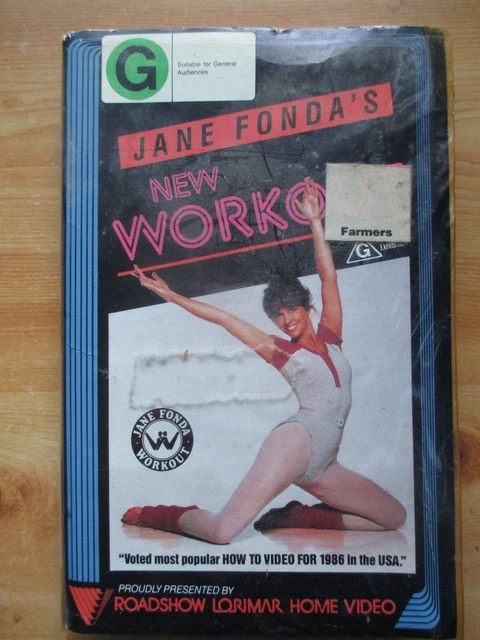 G
Suitable for General
Audiences
JANE FONDA'S
NEW
WORKO
Farmers
G
JANE FONDA
WORKOUT
"Voted most popular HOW TO VIDEO FOR 1986 in the USA."
PROUDLY PRESENTED BY
ROADSHOW LORIMAR HOME VIDEO